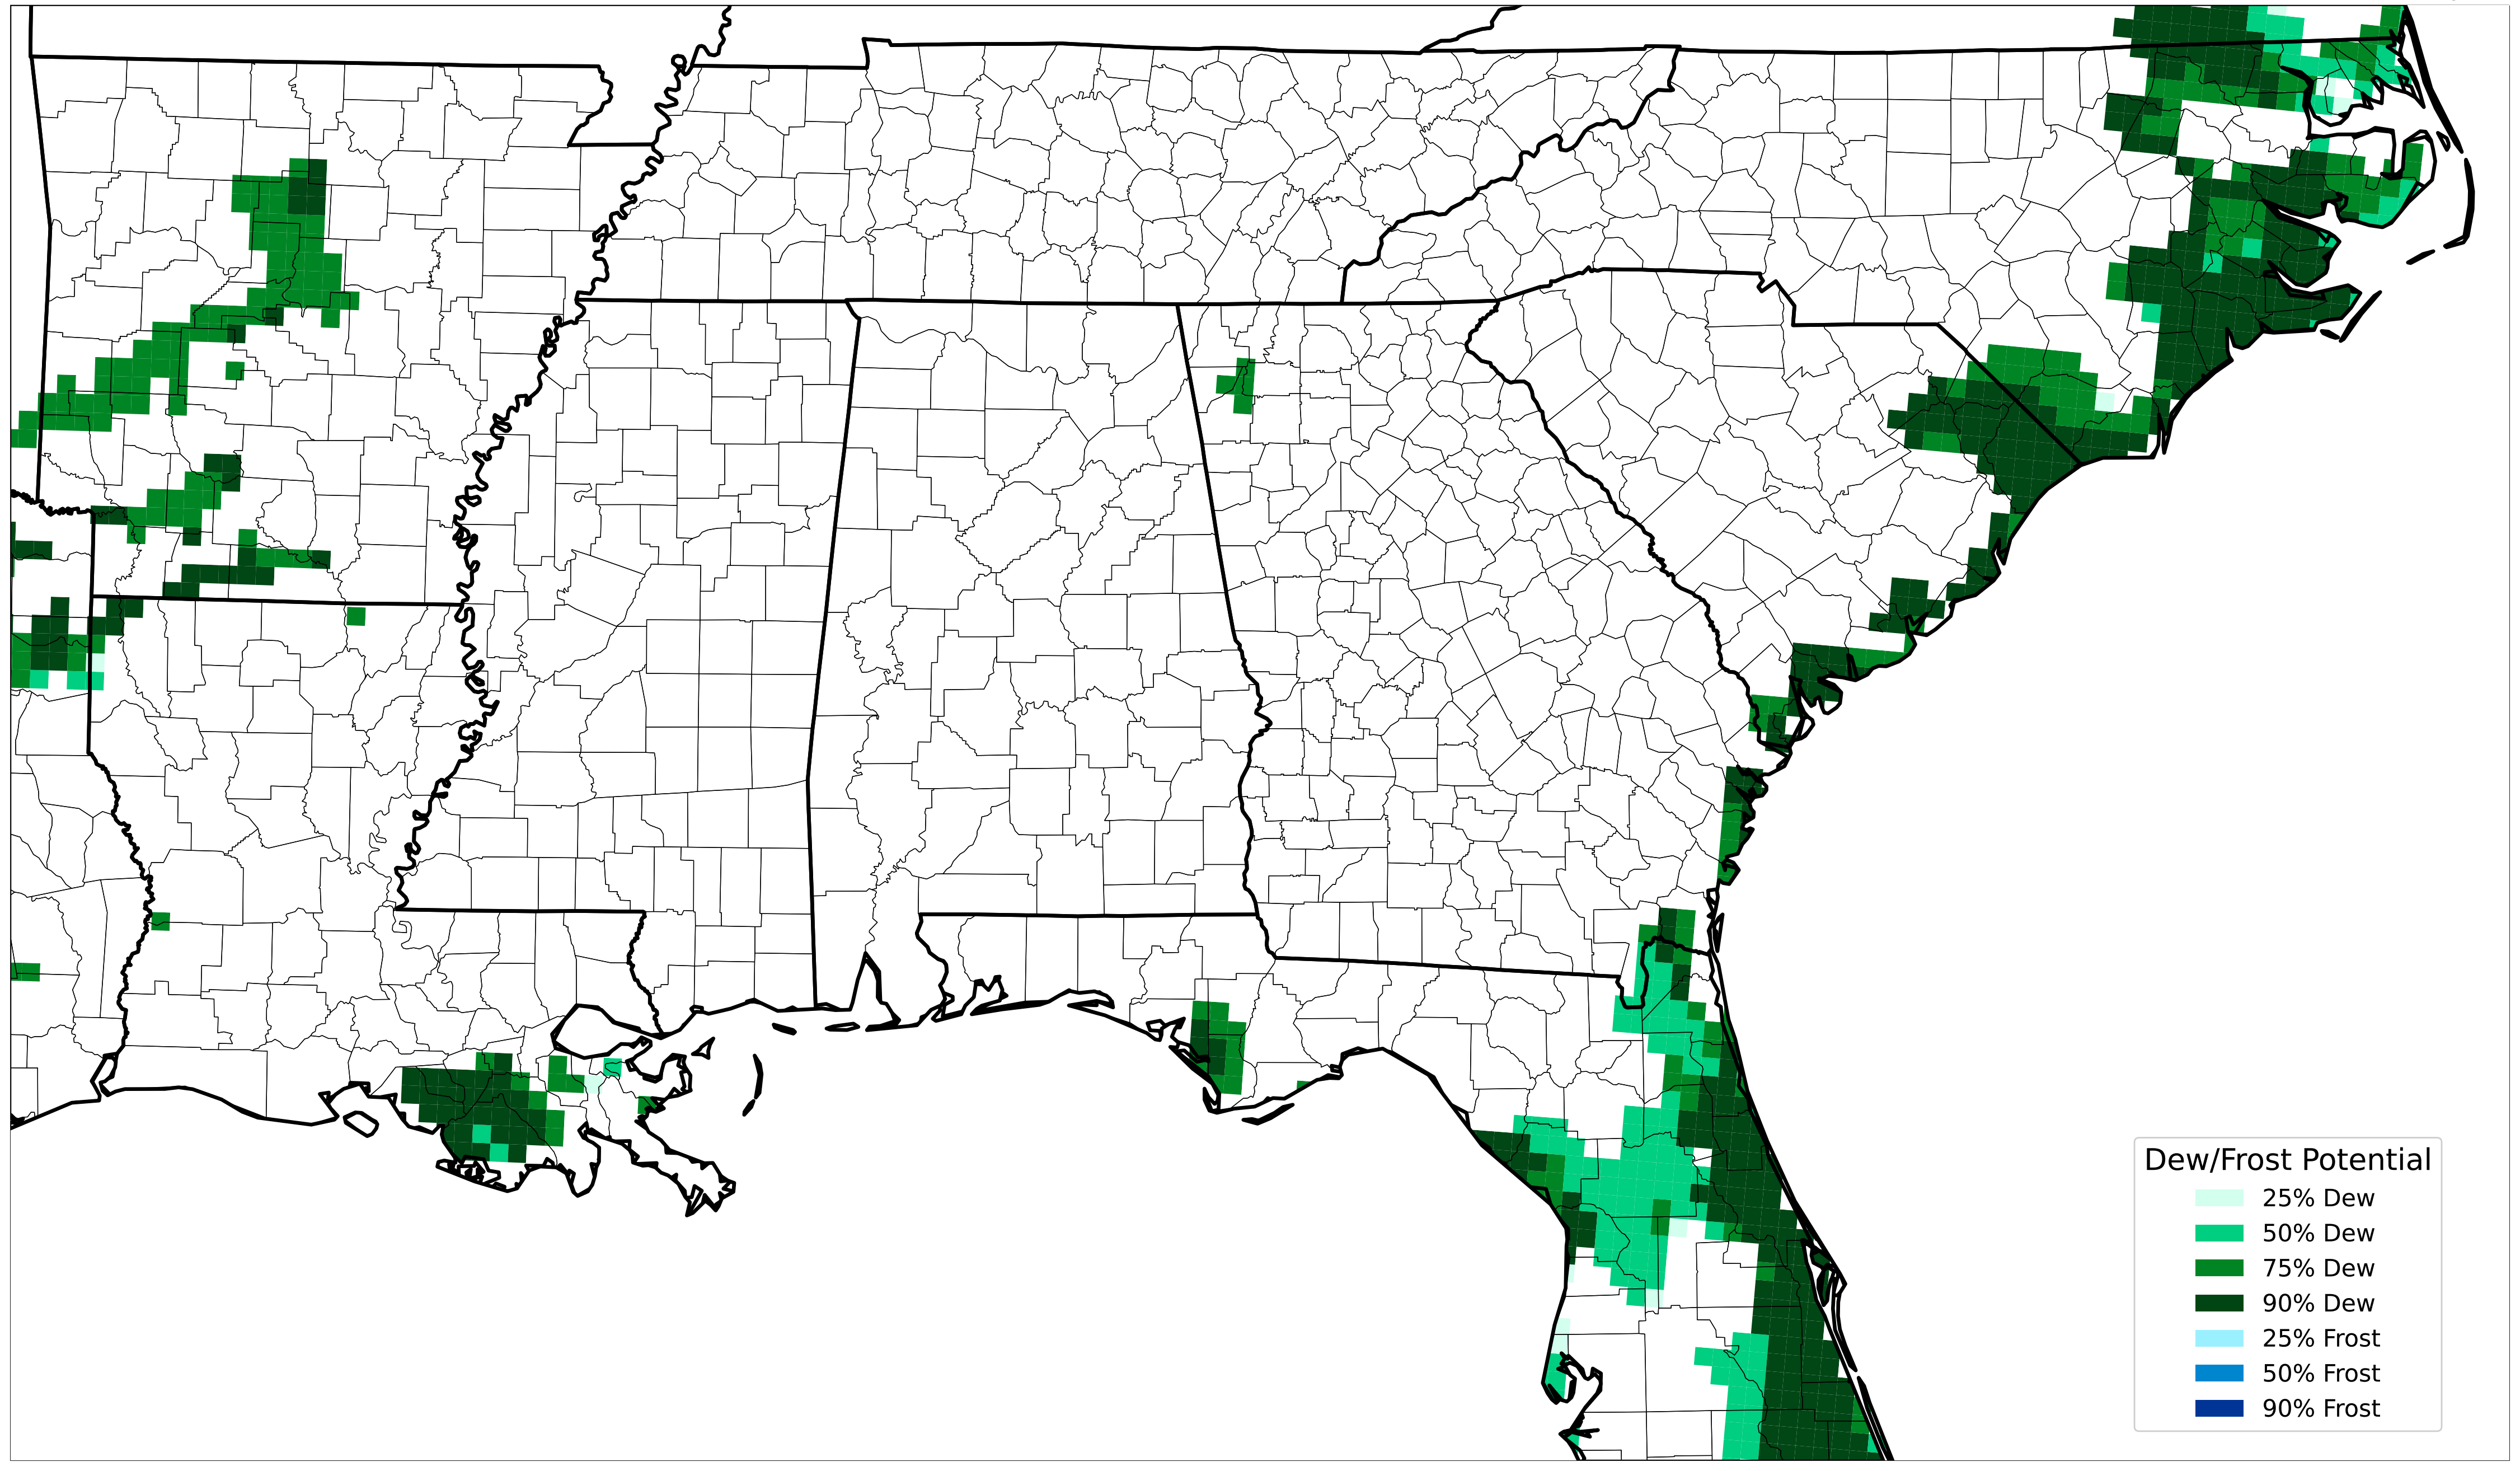 Dew/Frost Potential
25% Dew
50% Dew
75% Dew
90% Dew
25% Frost
50% Frost
90% Frost